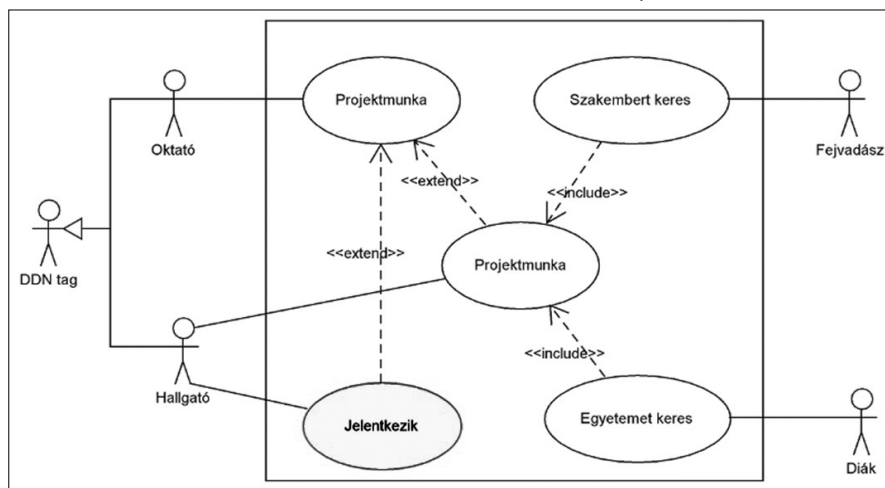 Projektmunka
Szakembert keres
Oktató
Fejvadász
<<extend>>
<<include>>
DDN tag
<<extend>>
Projektmunka
<<include>>
Hallgató
Jelentkezik
Egyetemet keres
Diák